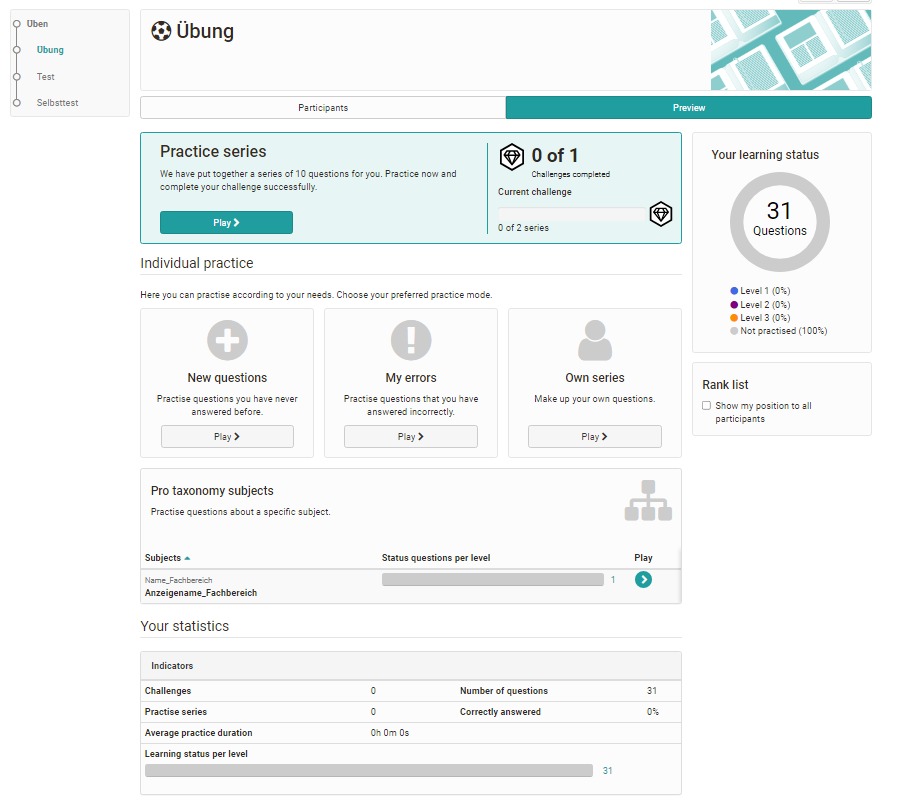 Üben
Übung
Test
Selbsttest
Übung
Participants
Preview
Practice series
We have put together a series of 10 questions for you. Practice now and
complete your challenge successfully.
Play
0 of 1
Challenges completed
Current challenge
0 of 2 series
Individual practice
Here you can practise according to your needs. Choose your preferred practice mode.
New questions
Practise questions you have never
answered before.
Play
My errors
Practise questions that you have
answered incorrectly.
Play
Own series
Make up your own questions.
Play
Pro taxonomy subjects
Practise questions about a specific subject.
Subjects Status questions per level Play
Name_Fachbereich
Anzeigename_Fachbereich
1
Your statistics
Indicators
Challenges 0 Number of questions 31
Practise series 0 Correctly answered 0%
Average practice duration 0h 0m 0s
Learning status per level
31
Your learning status
31
Questions
Level 1 (0%)
Level 2 (0%)
Level 3 (0%)
Not practised (100%)
Rank list
Show my position to all
participants